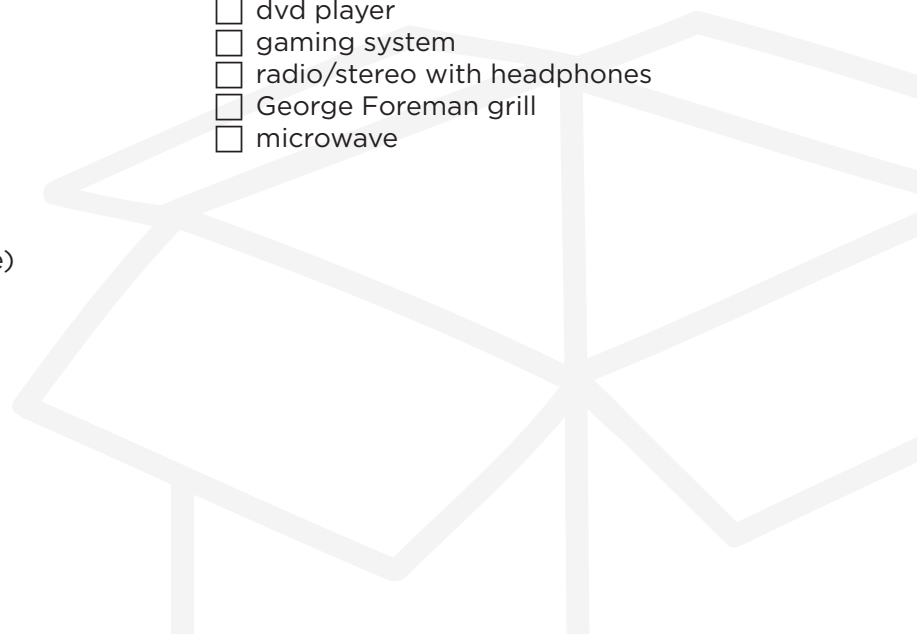 ☐ dvd player
☐ gaming system
☐ radio/stereo with headphones
☐ George Foreman grill
☐ microwave
e)